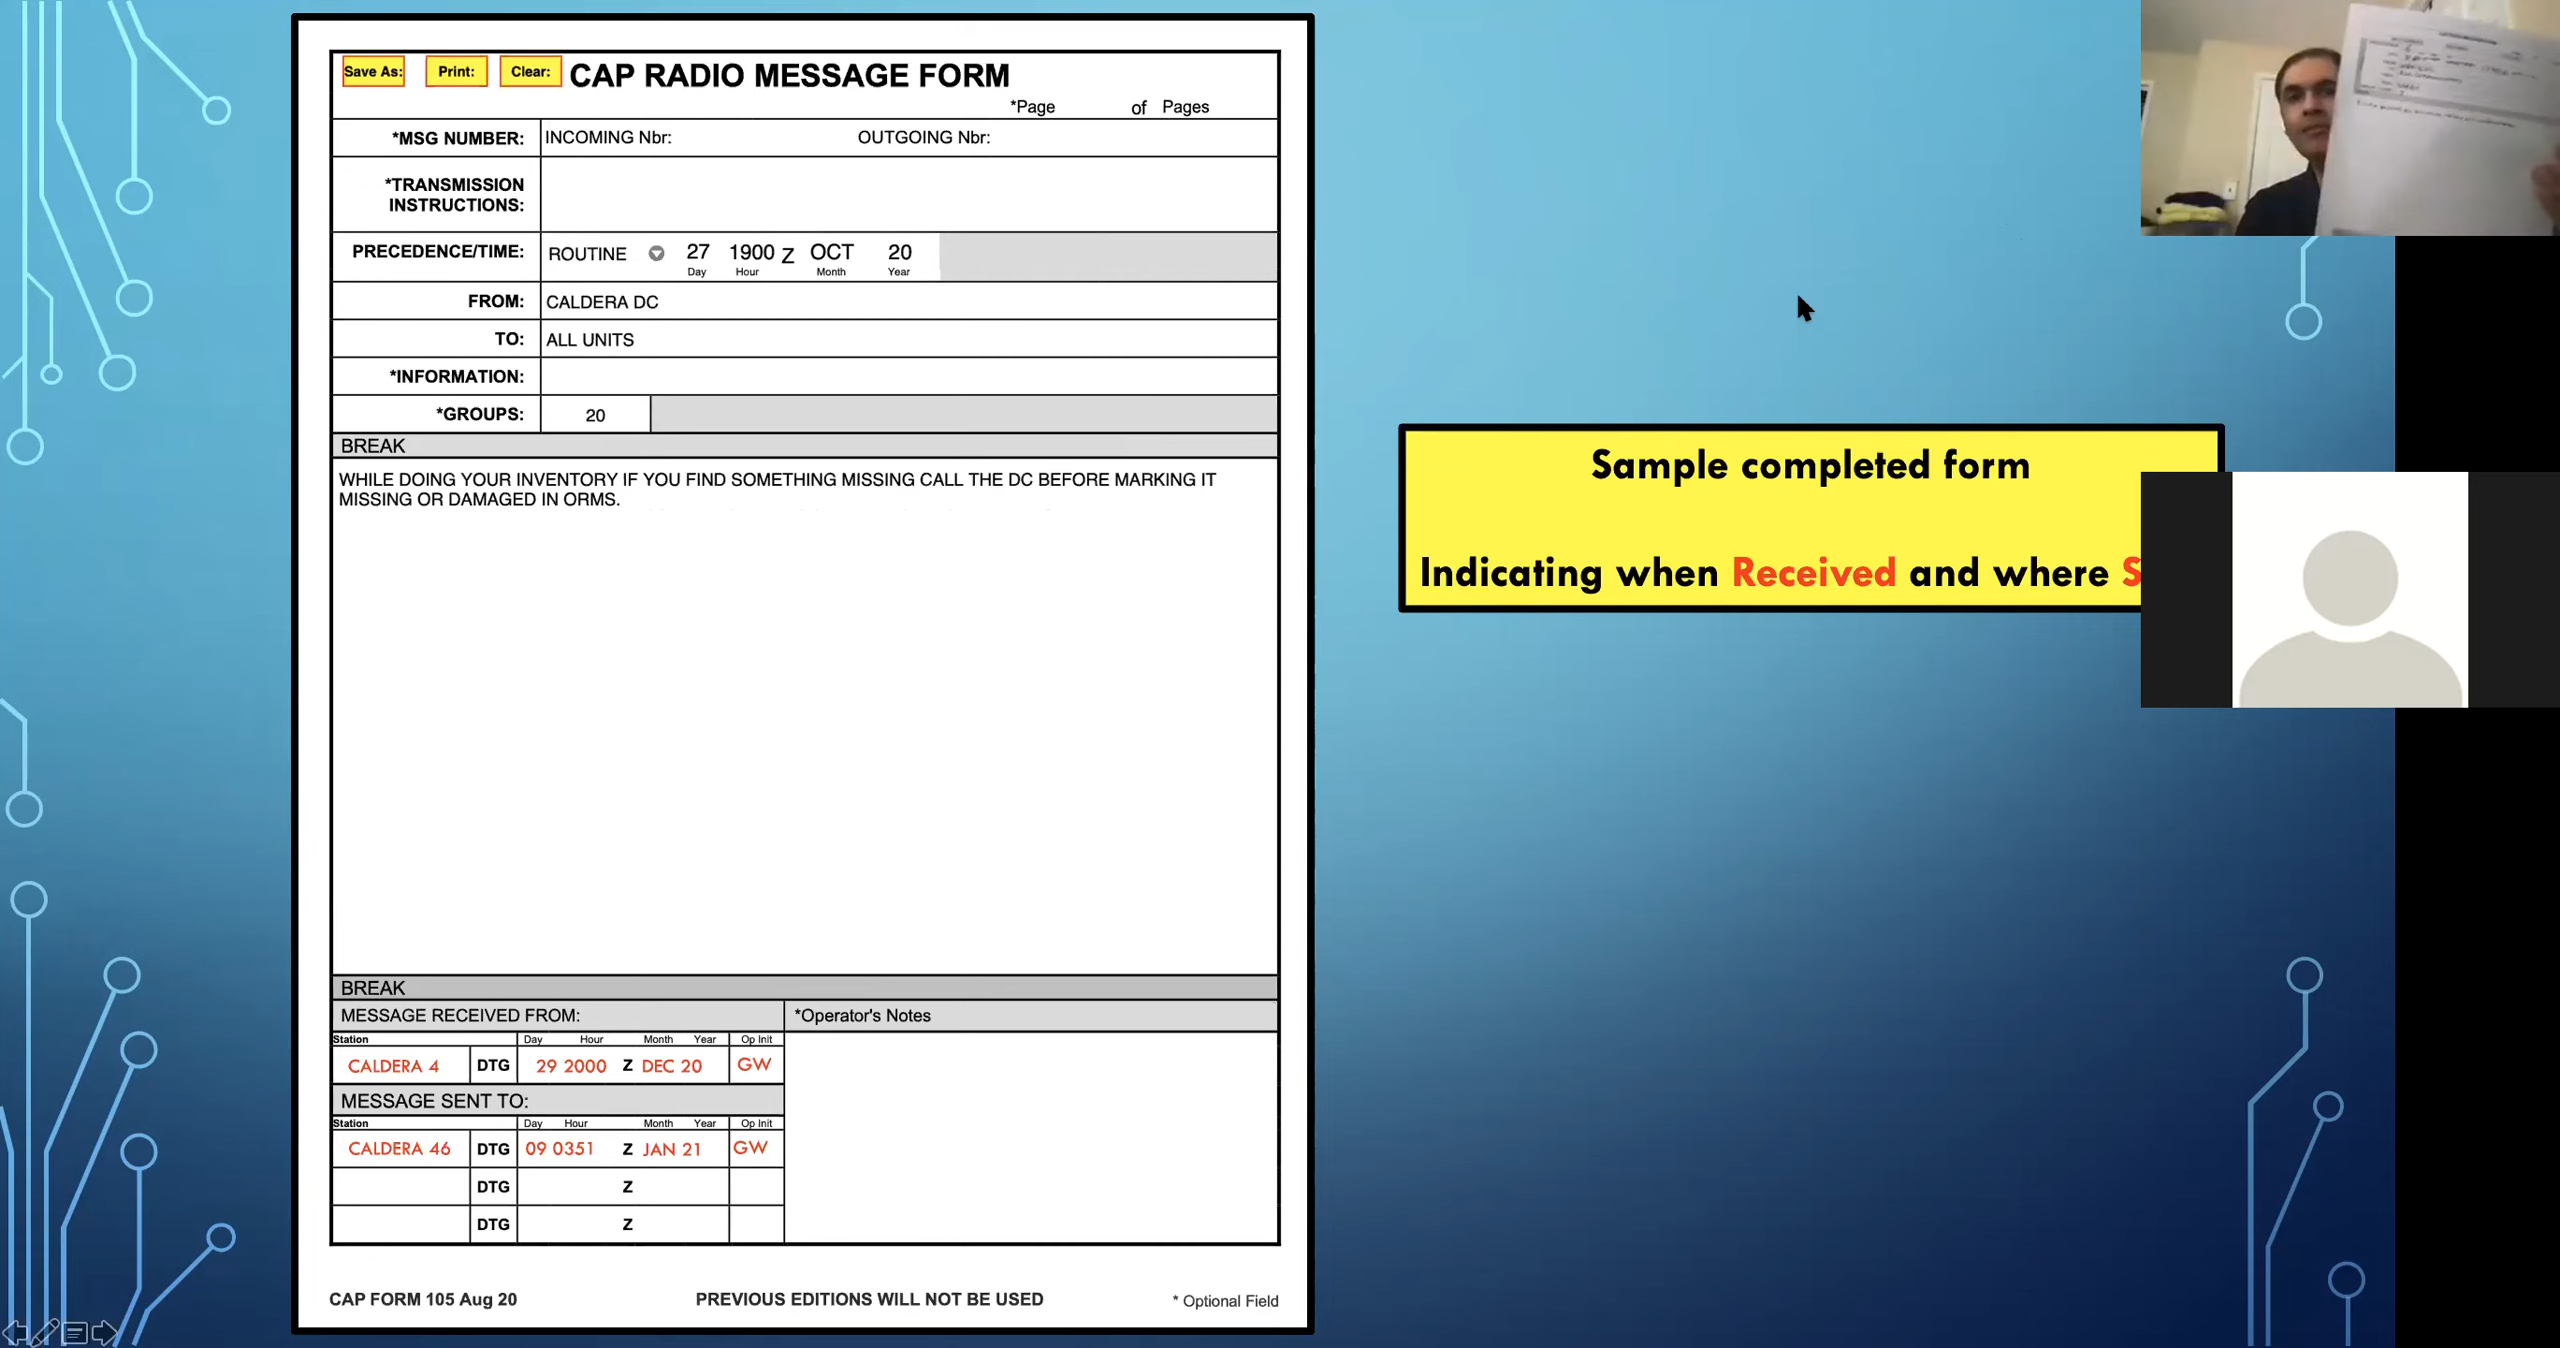 Save As: Print: Clear: CAP RADIO MESSAGE FORM
*Page of Pages
*MSG NUMBER: INCOMING Nbr: OUTGOING Nbr:
*TRANSMISSION
INSTRUCTIONS:
PRECEDENCE/TIME: ROUTINE 27 1900 Z OCT 20
Day Hour Month Year
FROM: CALDERA DC
TO: ALL UNITS
*INFORMATION:
*GROUPS: 20
BREAK
WHILE DOING YOUR INVENTORY IF YOU FIND SOMETHING MISSING CALL THE DC BEFORE MARKING IT
MISSING OR DAMAGED IN ORMS.
BREAK
MESSAGE RECEIVED FROM: *Operator's Notes
Station Day Hour Month Year Op Init
CALDERA 4 DTG 29 2000 Z DEC 20 GW
MESSAGE SENT TO:
Station Day Hour Month Year Op Init
CALDERA 46 DTG 09 0351 Z JAN 21 GW
DTG Z
DTG Z
CAP FORM 105 Aug 20 PREVIOUS EDITIONS WILL NOT BE USED * Optional Field
Sample completed form
Indicating when Received and where S